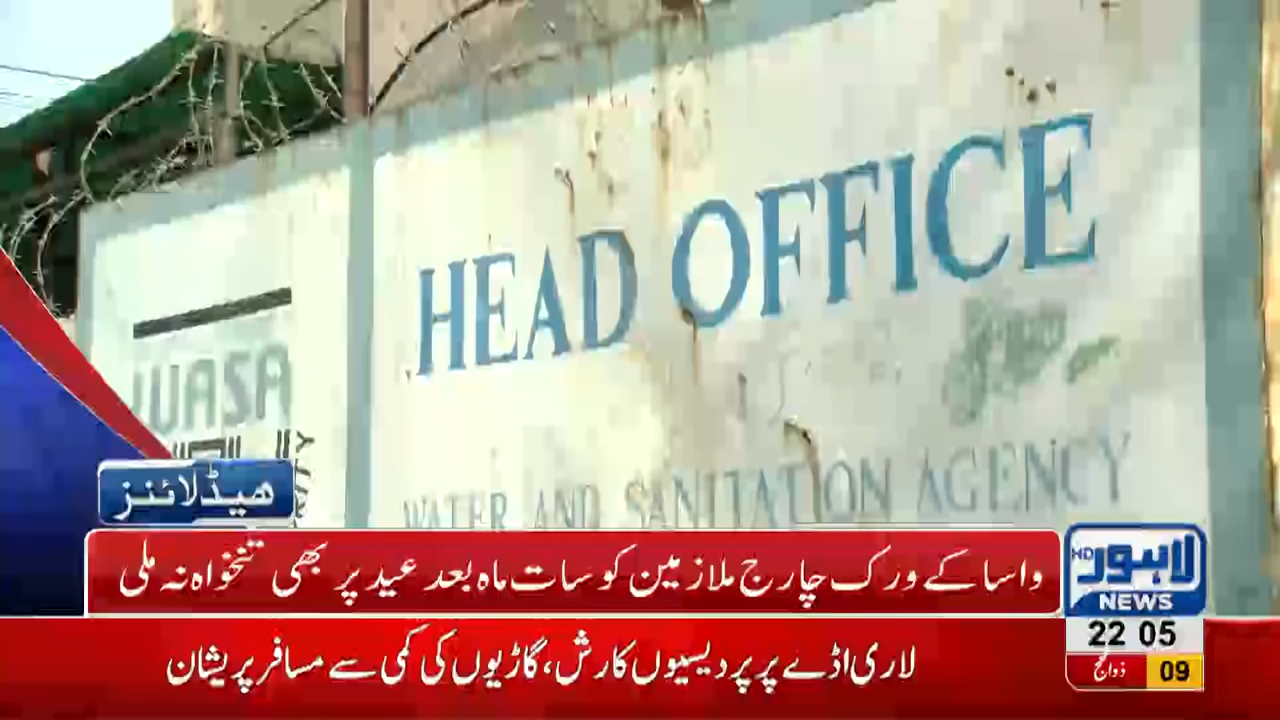 HEAD OFFICE
WASA
WATER AND SANITATION AGENCY
ھیڈلائنز
واسا کے ورک چارج ملازمین کو سات ماہ بعد عید پر بھی تنخواہ نہ ملی
لاہور
HD
NEWS
22 05
ذوالحج 09
لاری اڈے پر پردیسیوں کا رش، گاڑیوں کی کمی سے مسافر پریشان